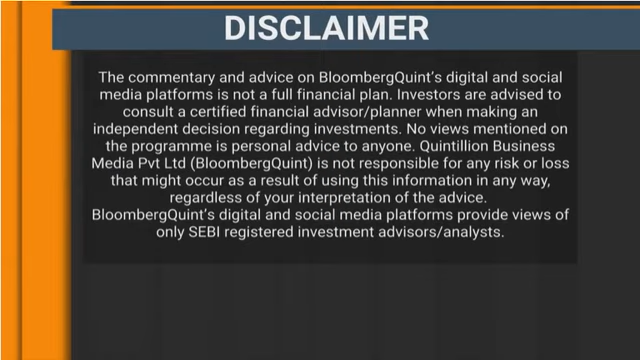 DISCLAIMER
The commentary and advice on BloombergQuint's digital and social
media platforms is not a full financial plan. Investors are advised to
consult a certified financial advisor/planner when making an
independent decision regarding investments. No views mentioned on
the programme is personal advice to anyone. Quintillion Business
Media Pvt Ltd (BloombergQuint) is not responsible for any risk or loss
that might occur as a result of using this information in any way,
regardless of your interpretation of the advice.
BloombergQuint's digital and social media platforms provide views of
only SEBI registered investment advisors/analysts.